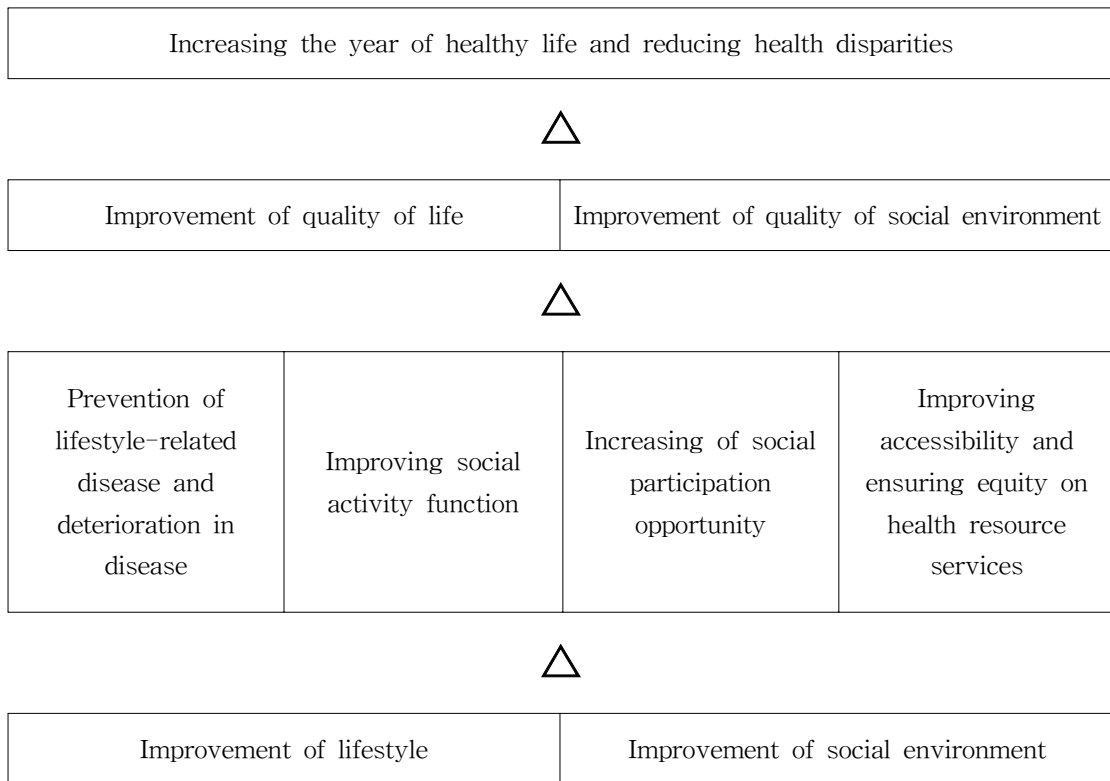 Increasing the year of healthy life and reducing health disparities
Improvement of quality of life
Improvement of quality of social environment
Prevention of
lifestyle-related
disease and
deterioration in
disease
Improving social
activity function
Increasing of social
participation
opportunity
Improving
accessibility and
ensuring equity on
health resource
services
Improvement of lifestyle
Improvement of social environment